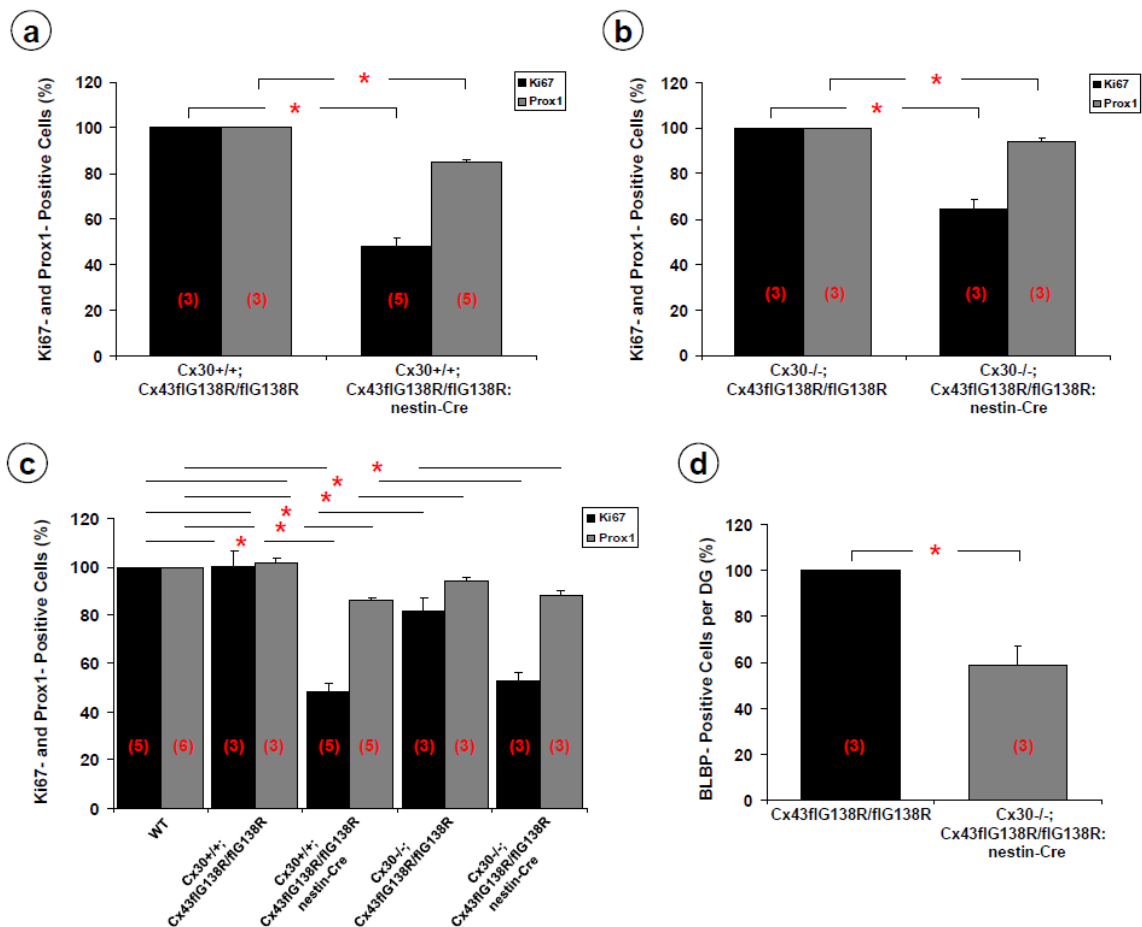 a
120
100
80
60
40
20
0
Ki67- and Prox1- Positive Cells (%)
Ki67
Prox1
*
*
(3)
(3)
(5)
(5)
Cx30+/+;
Cx43flG138R/flG138R
Cx30+/+;
Cx43flG138R/flG138R:
nestin-Cre
b
120
100
80
60
40
20
0
Ki67- and Prox1- Positive Cells (%)
Ki67
Prox1
*
*
(3)
(3)
(3)
(3)
Cx30-/-;
Cx43flG138R/flG138R
Cx30-/-;
Cx43flG138R/flG138R:
nestin-Cre
c
120
100
80
60
40
20
0
Ki67- and Prox1- Positive Cells (%)
Ki67
Prox1
*
*
*
*
*
*
(5)
(6)
(3)
(3)
(5)
(5)
(3)
(3)
(3)
(3)
WT
Cx30+/+;
Cx43flG138R/flG138R
Cx30+/+;
Cx43flG138R/flG138R
nestin-Cre
Cx30-/-;
Cx43flG138R/flG138R
Cx30-/-;
Cx43flG138R/flG138R
nestin-Cre
d
120
100
80
60
40
20
0
BLBP- Positive Cells per DG (%)
*
(3)
(3)
Cx43flG138R/flG138R
Cx30-/-;
Cx43flG138R/flG138R:
nestin-Cre